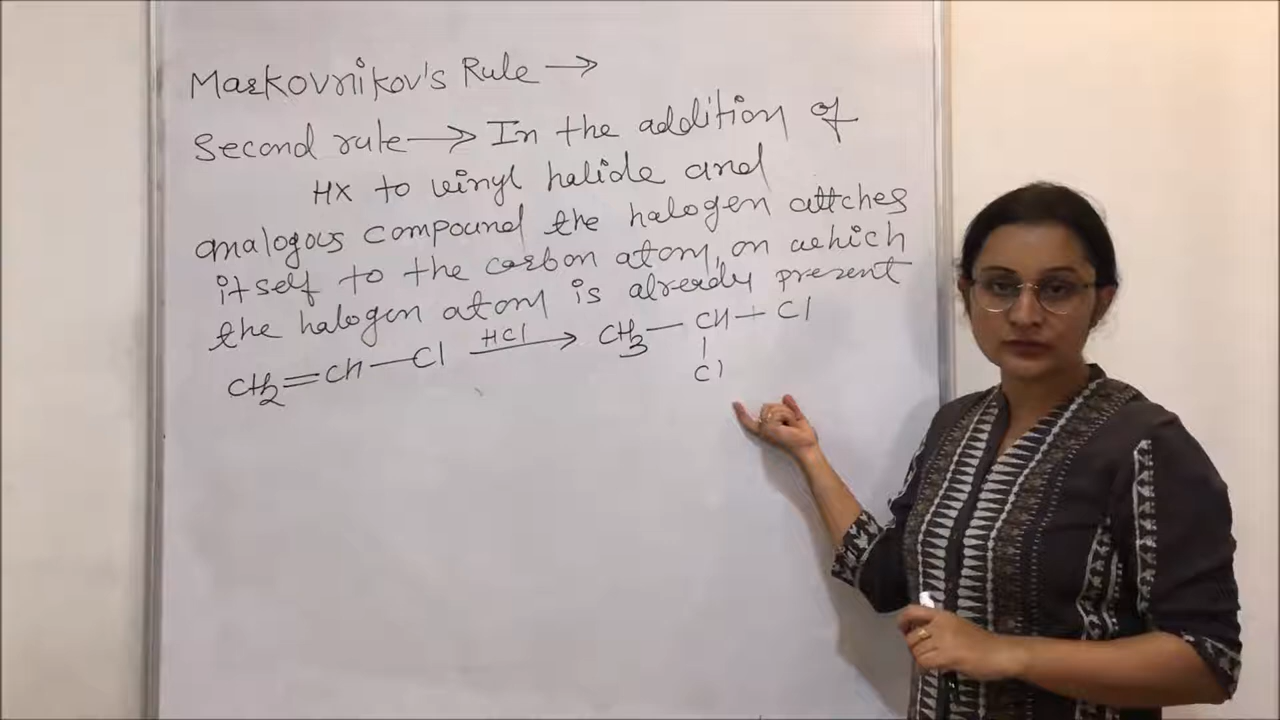 Markovnikov's Rule →
Second rule → In the addition of
HX to vinyl halide and
analogous compound the halogen attches
itself to the carbon atom, on which
the halogen atom is already present
CH2=CH—Cl HCl→ CH3—CH—Cl
|
Cl